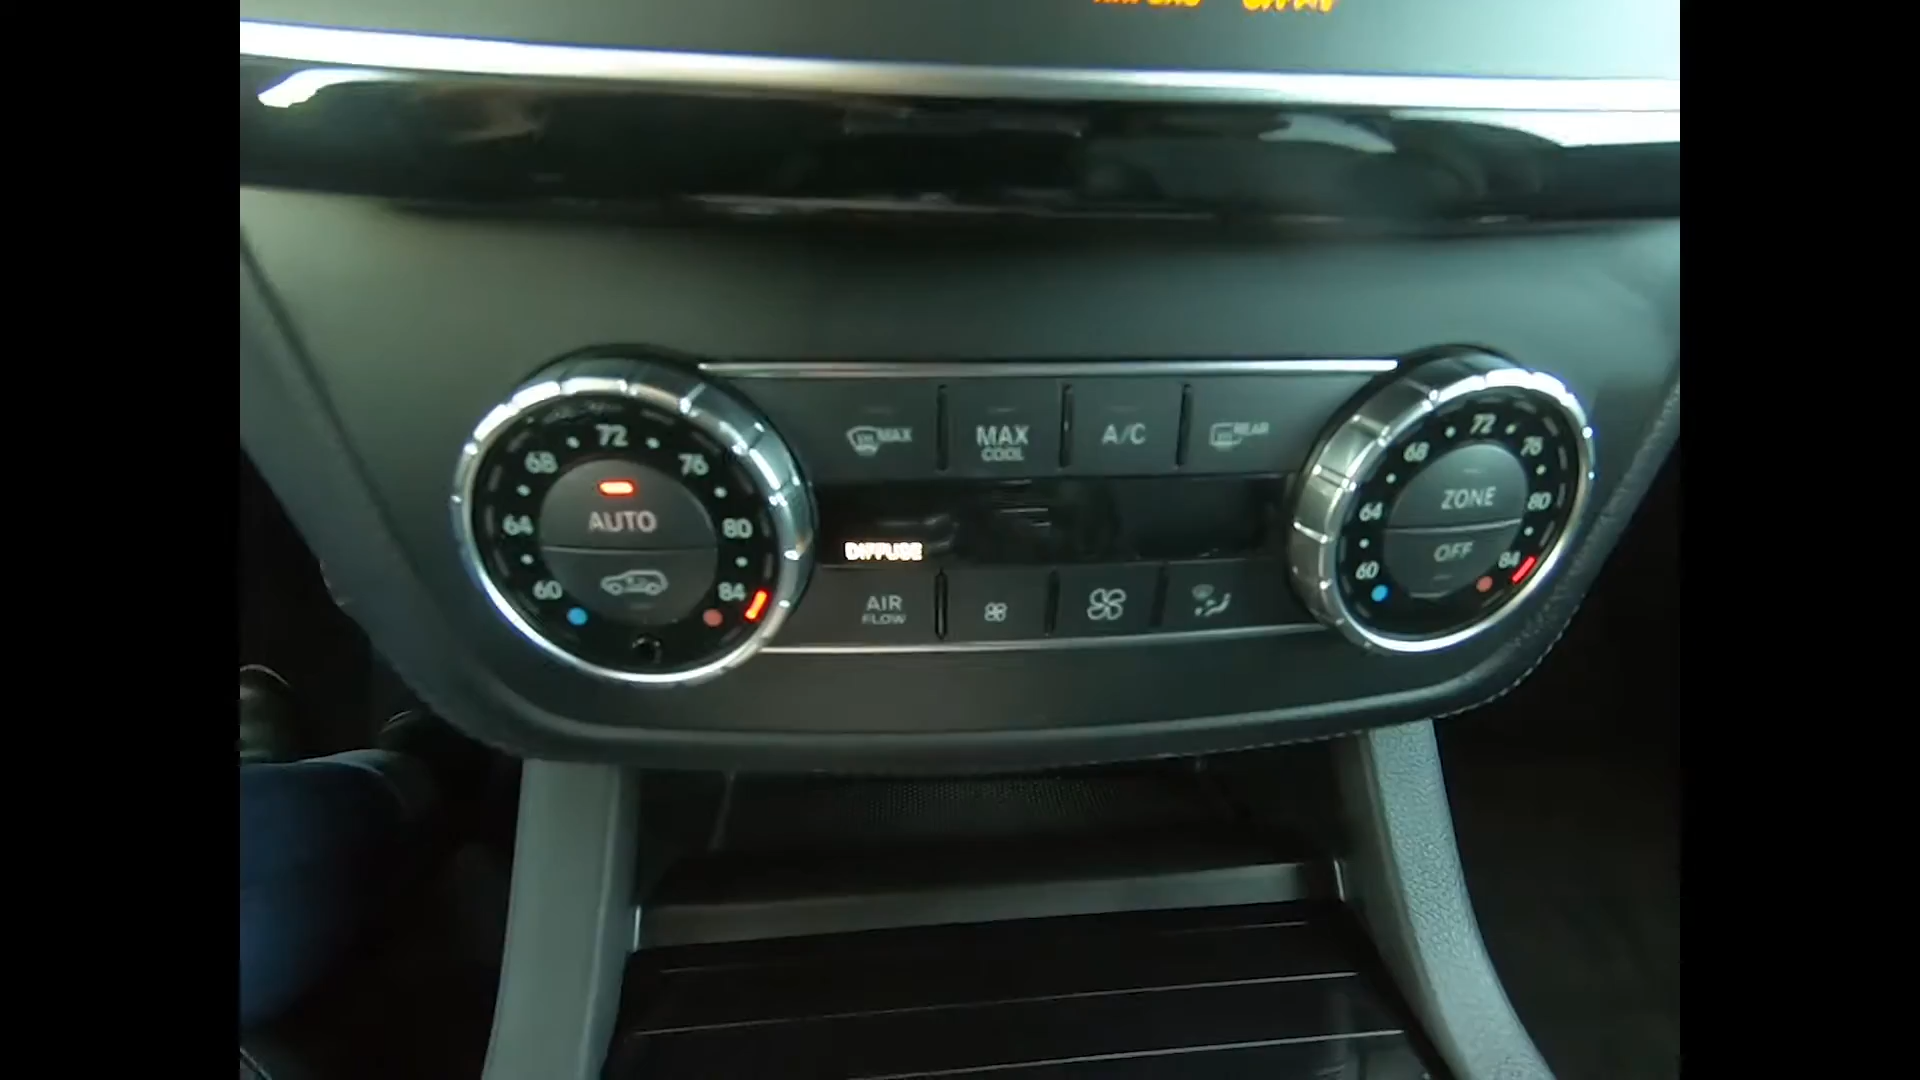 72
68
76
64
AUTO
80
60
84
MAX
MAX
COOL
A/C
REAR
DIFFUSE
AIR
FLOW
72
68
76
64
ZONE
80
OFF
60
84